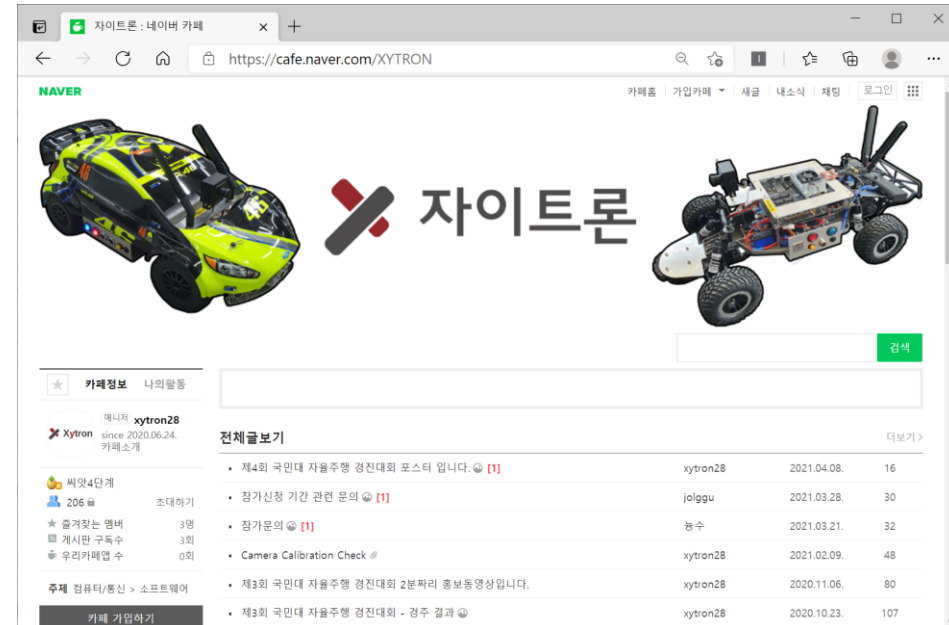 자이트론 : 네이버 카페
https://cafe.naver.com/XYTRON
NAVER
카페홈 가입카페 새글 내소식 채팅 로그인
46
자이트론
검색
카페정보 나의활동
매니저 xytron28
Xytron since 2020.06.24.
카페소개
씨앗4단계
206 초대하기
즐겨찾는 멤버 3명
게시판 구독수 3회
우리카페앱 수 0회
주제 컴퓨터/통신 > 소프트웨어
카페 가입하기
전체글보기 더보기 >
제4회 국민대 자율주행 경진대회 포스터 입니다. [1] xytron28 2021.04.08. 16
참가신청 기간 관련 문의 [1] jolggu 2021.03.28. 30
참가문의 [1] 능수 2021.03.21. 32
Camera Calibration Check xytron28 2021.02.09. 48
제3회 국민대 자율주행 경진대회 2분짜리 홍보동영상입니다. xytron28 2020.11.06. 80
제3회 국민대 자율주행 경진대회 - 경주 결과 xytron28 2020.10.23. 107